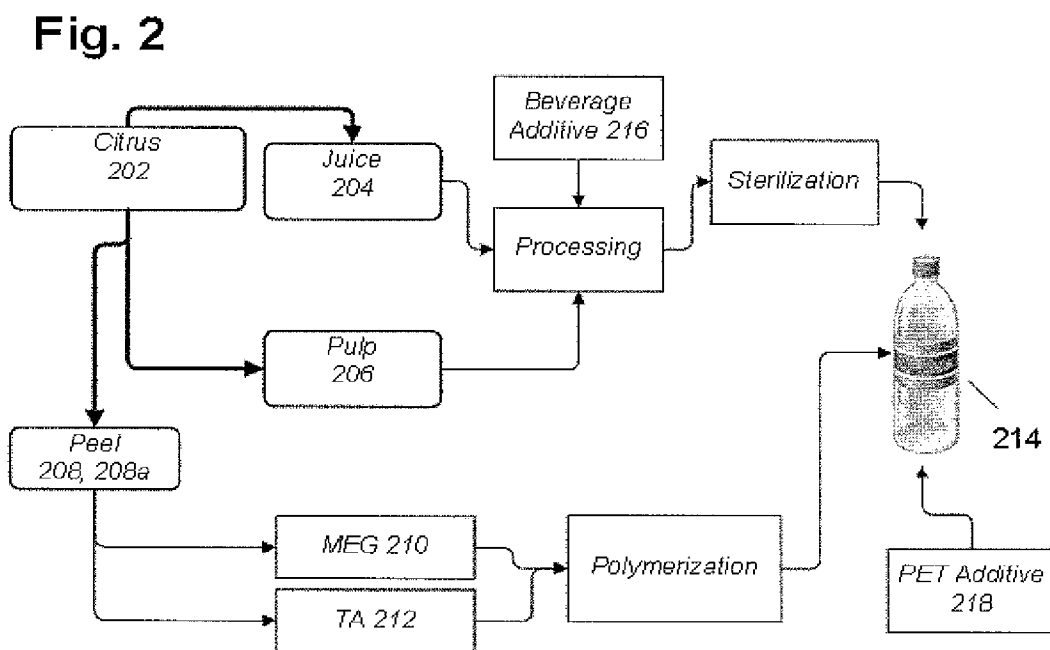 Fig. 2
Citrus
202
Juice
204
Beverage
Additive 216
Sterilization
Processing
Pulp
206
214
Peel
208, 208a
MEG 210
Polymerization
TA 212
PET Additive
218